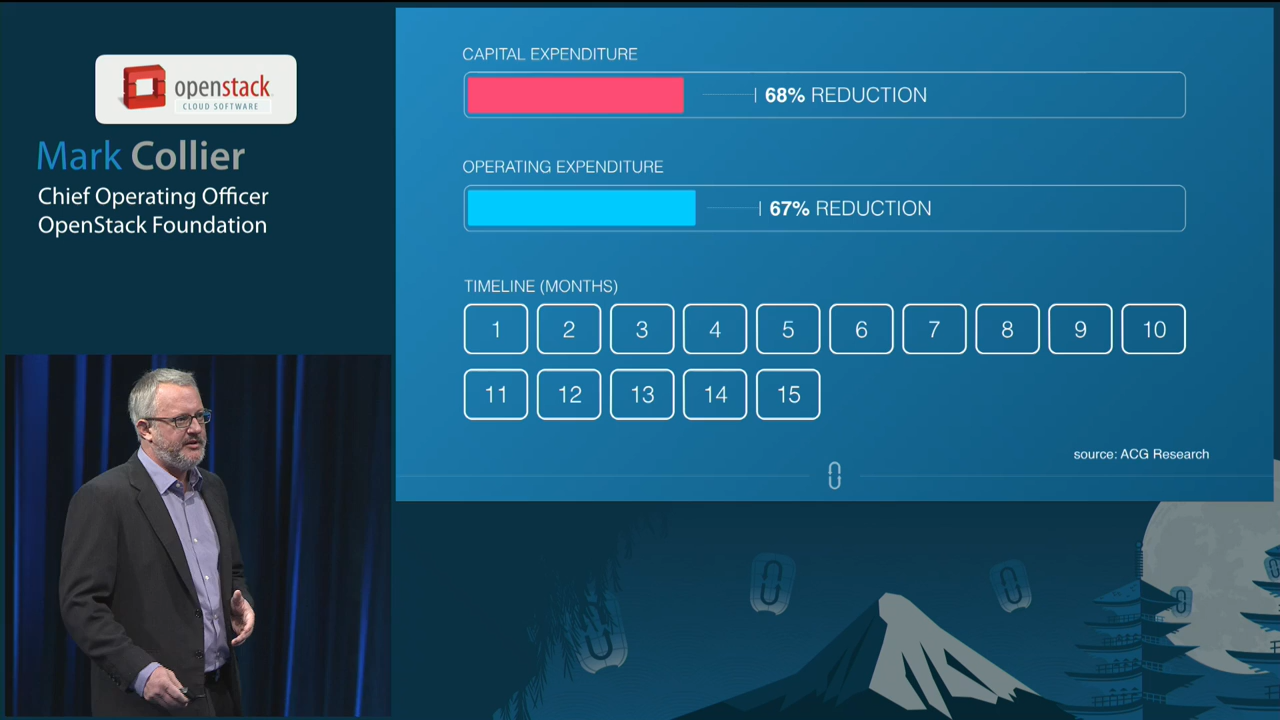 openstack
CLOUD SOFTWARE
Mark Collier
Chief Operating Officer
OpenStack Foundation
CAPITAL EXPENDITURE
68% REDUCTION
OPERATING EXPENDITURE
67% REDUCTION
TIMELINE (MONTHS)
1 2 3 4 5 6 7 8 9 10
11 12 13 14 15
source: ACG Research